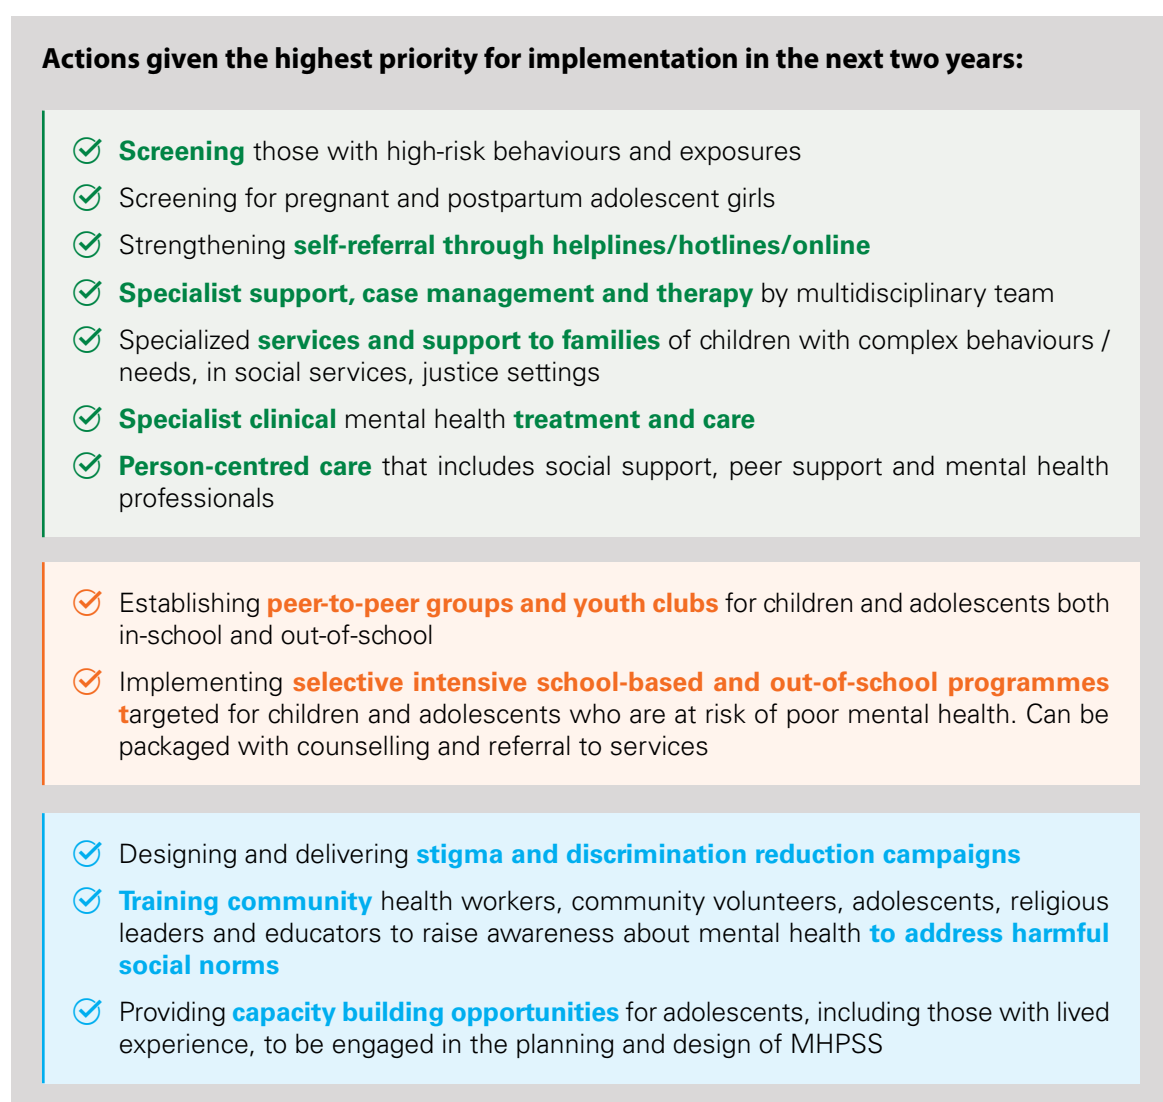 Actions given the highest priority for implementation in the next two years:
Screening those with high-risk behaviours and exposures
Screening for pregnant and postpartum adolescent girls
Strengthening self-referral through helplines/hotlines/online
Specialist support, case management and therapy by multidisciplinary team
Specialized services and support to families of children with complex behaviours /
needs, in social services, justice settings
Specialist clinical mental health treatment and care
Person-centred care that includes social support, peer support and mental health
professionals
Establishing peer-to-peer groups and youth clubs for children and adolescents both
in-school and out-of-school
Implementing selective intensive school-based and out-of-school programmes
targeted for children and adolescents who are at risk of poor mental health. Can be
packaged with counselling and referral to services
Designing and delivering stigma and discrimination reduction campaigns
Training community health workers, community volunteers, adolescents, religious
leaders and educators to raise awareness about mental health to address harmful
social norms
Providing capacity building opportunities for adolescents, including those with lived
experience, to be engaged in the planning and design of MHPSS